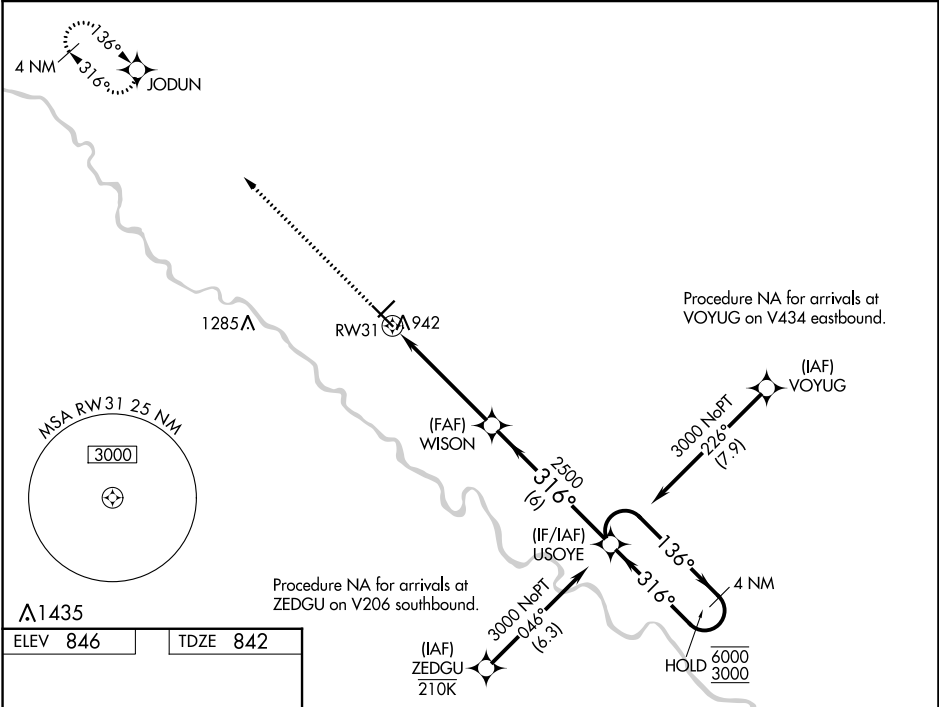 136°
4 NM
316°
JODUN
1285
RW31
942
Procedure NA for arrivals at
VOYUG on V434 eastbound.
(IAF)
VOYUG
3000 NoPT
226°
(7.9)
(FAF)
WISON
2500
316°
(6)
MSA RW31 25 NM
3000
(IF/IAF)
USOYE
136°
316°
4 NM
HOLD
6000
3000
Procedure NA for arrivals at
ZEDGU on V206 southbound.
3000 NoPT
046°
(6.3)
(IAF)
ZEDGU
210K
1435
ELEV 846
TDZE 842